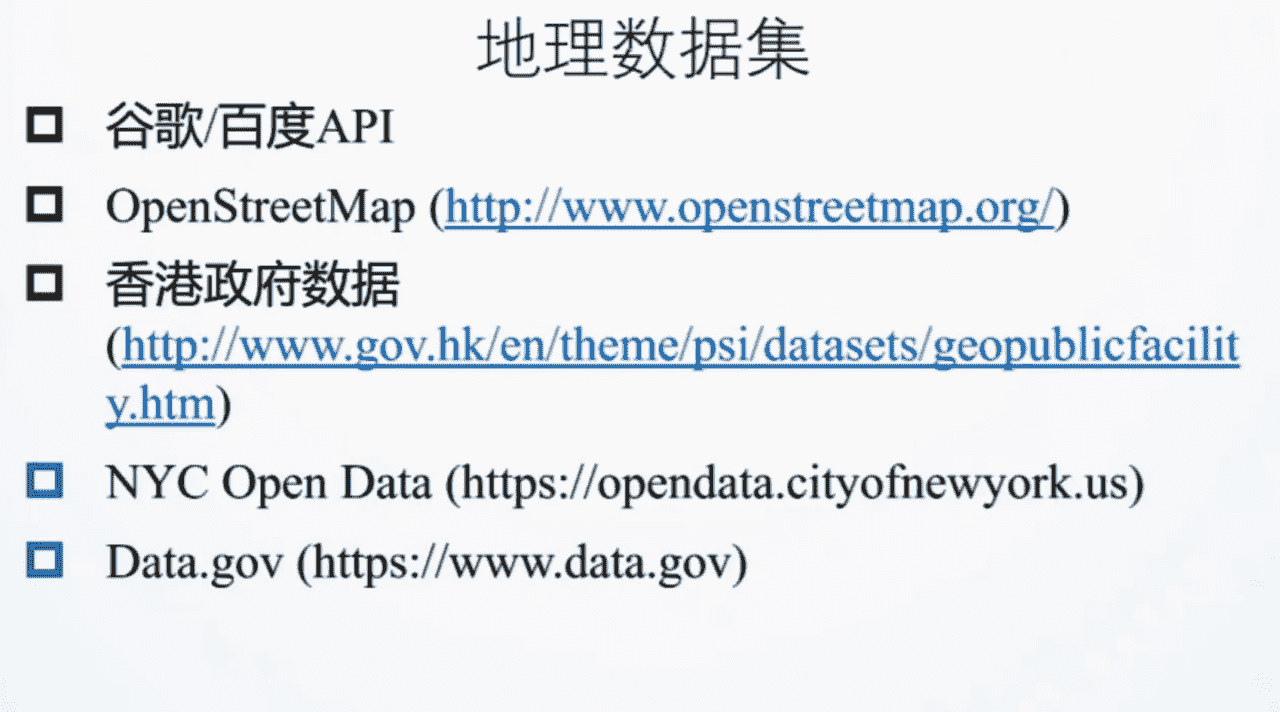 地理数据集
谷歌/百度API
OpenStreetMap (http://www.openstreetmap.org/)
香港政府数据
(http://www.gov.hk/en/theme/psi/datasets/geopublicfacilit
y.htm)
NYC Open Data (https://opendata.cityofnewyork.us)
Data.gov (https://www.data.gov)